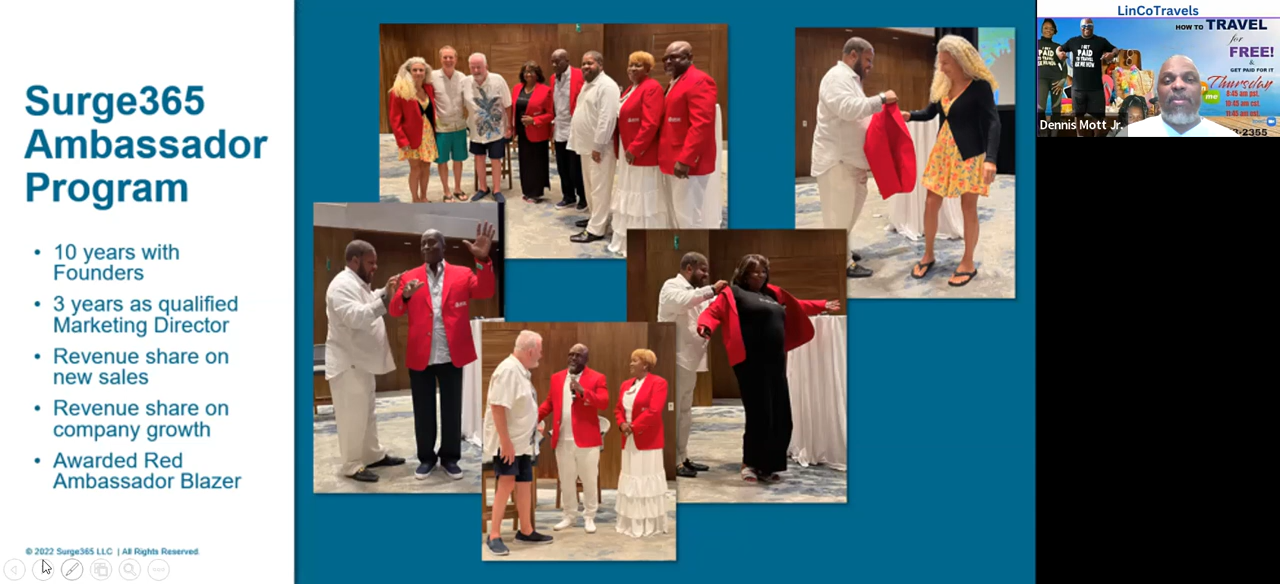 Surge365
Ambassador
Program
• 10 years with
Founders
• 3 years as qualified
Marketing Director
• Revenue share on
new sales
• Revenue share on
company growth
• Awarded Red
Ambassador Blazer
© 2022 Surge365 LLC | All Rights Reserved.
LinCoTravels
HOW TO TRAVEL
for
FREE!
&
GET PAID FOR IT
Thursday
me
Dennis Mott Jr.
-2355